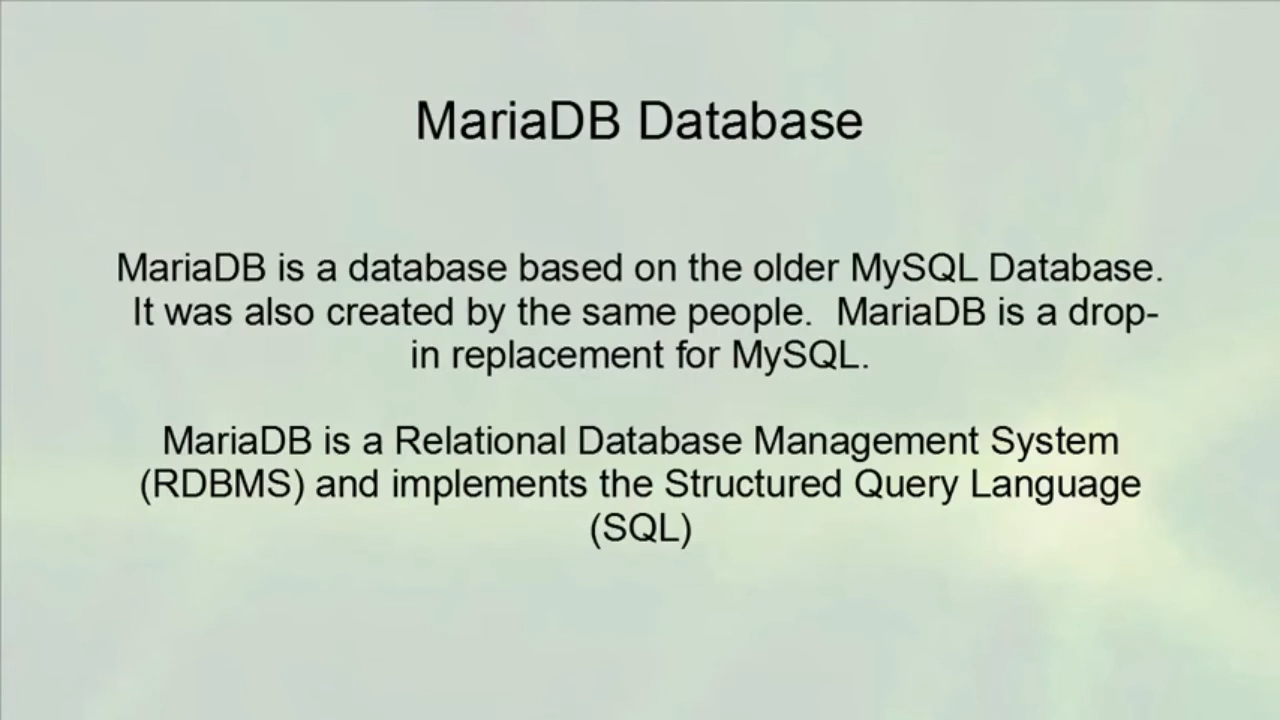 MariaDB Database
MariaDB is a database based on the older MySQL Database.
It was also created by the same people.  MariaDB is a drop-
in replacement for MySQL.
MariaDB is a Relational Database Management System
(RDBMS) and implements the Structured Query Language
(SQL)